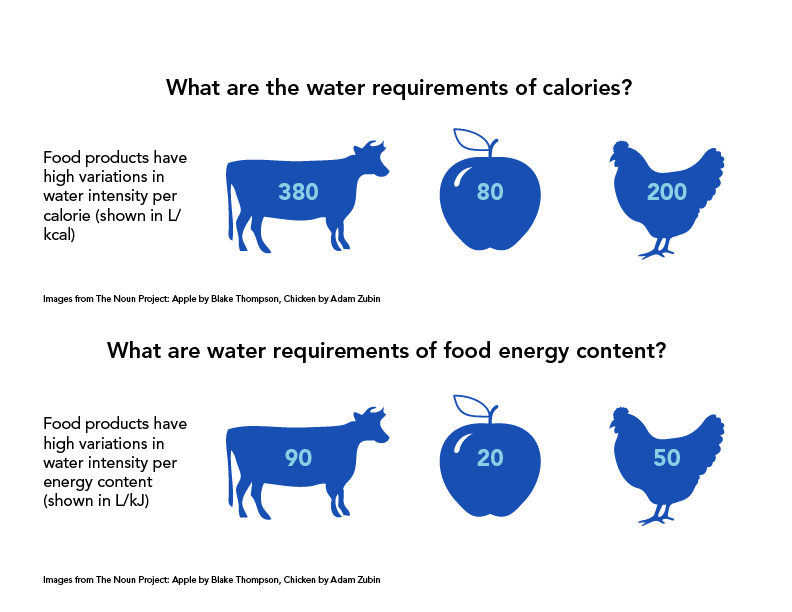 What are the water requirements of calories?
Food products have
high variations in
water intensity per
calorie (shown in L/
kcal)
380
80
200
Images from The Noun Project: Apple by Blake Thompson, Chicken by Adam Zubin
What are water requirements of food energy content?
Food products have
high variations in
water intensity per
energy content
(shown in L/kJ)
90
20
50
Images from The Noun Project: Apple by Blake Thompson, Chicken by Adam Zubin